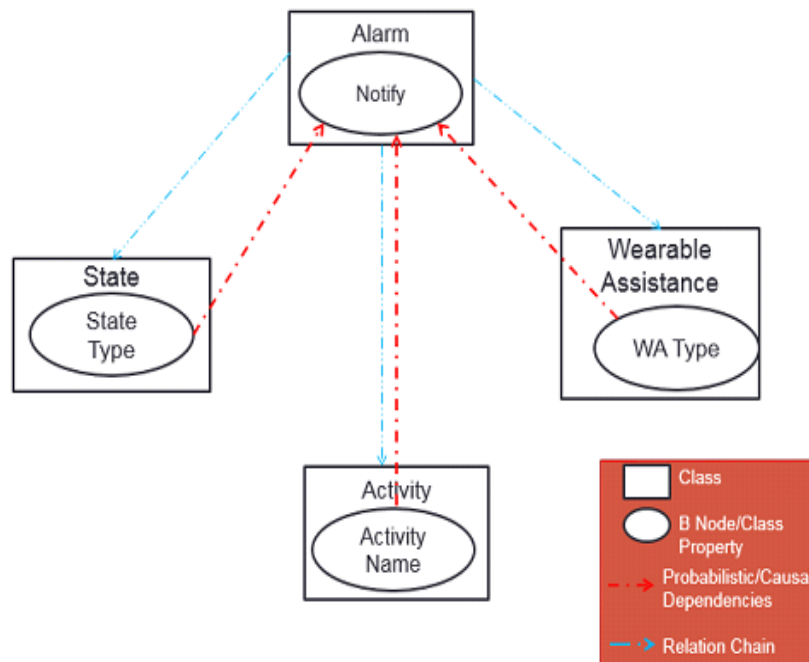 Alarm
Notify
State
State
Type
Wearable
Assistance
WA Type
Activity
Activity
Name
Class
B Node/Class
Property
Probabilistic/Causa
Dependencies
Relation Chain